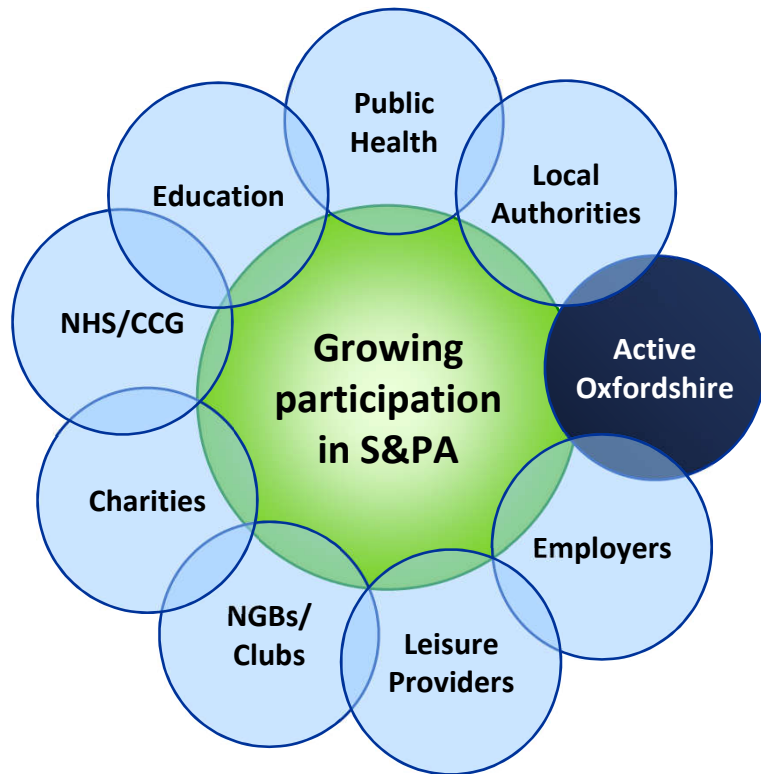 Public
Health
Local
Authorities
Active
Oxfordshire
Employers
Leisure
Providers
NGBs/
Clubs
Charities
NHS/CCG
Education
Growing
participation
in S&PA